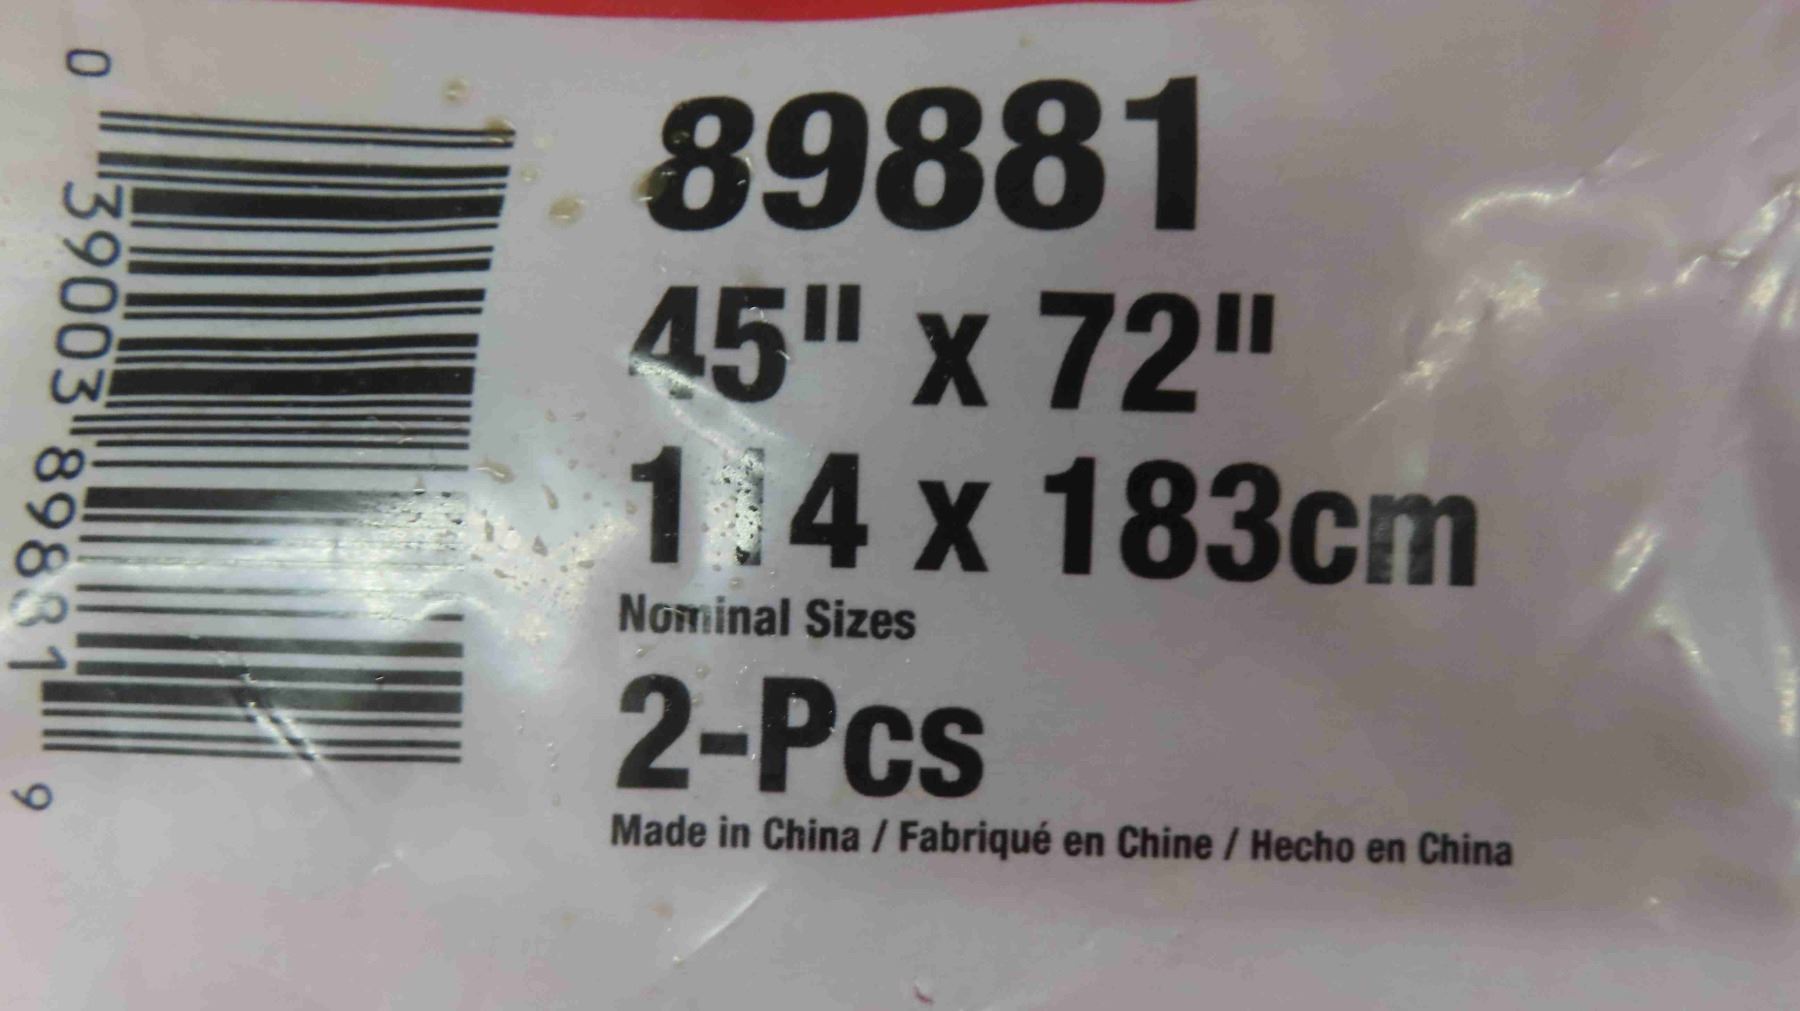 0 39003 89881 9
89881
45" x 72"
114 x 183cm
Nominal Sizes
2-Pcs
Made in China / Fabriqué en Chine / Hecho en China